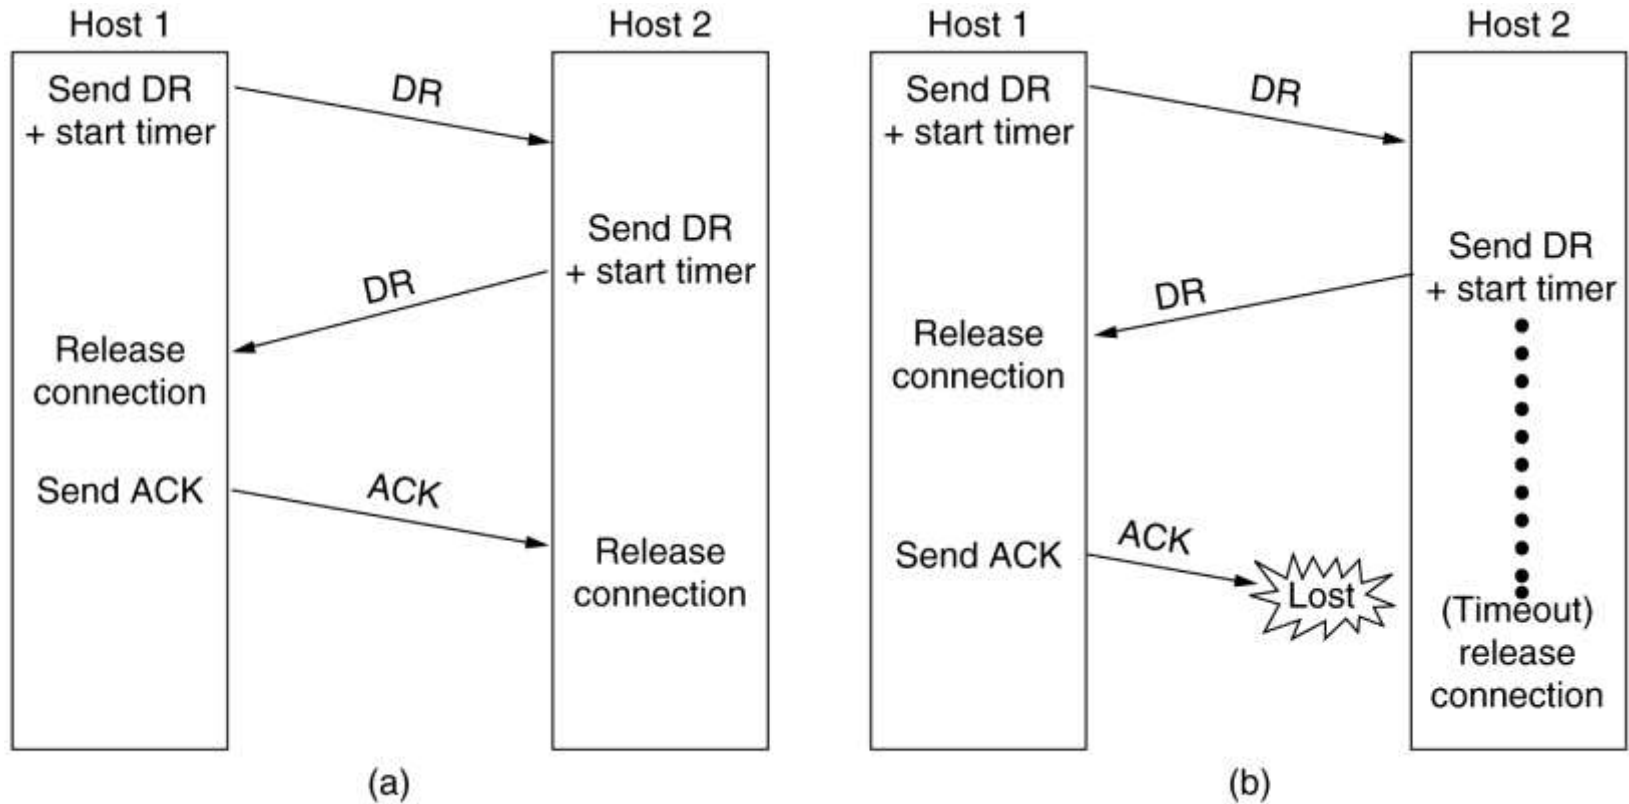 Host 1
Host 2
Send DR
+ start timer
DR
Send DR
+ start timer
DR
Release
connection
Send ACK
ACK
Release
connection
(a)
Host 1
Host 2
Send DR
+ start timer
DR
Send DR
+ start timer
DR
Release
connection
Send ACK
ACK
Lost
(Timeout)
release
connection
(b)